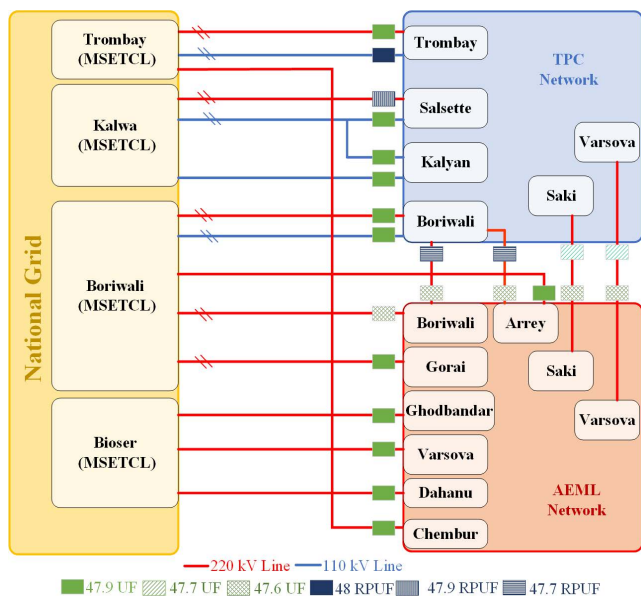 National Grid
Trombay
(MSETCL)
Kalwa
(MSETCL)
Boriwali
(MSETCL)
Bioser
(MSETCL)
TPC
Network
Trombay
Salsette
Kalyan
Boriwali
Saki
Varsova
Boriwali
Arrey
Gorai
Saki
Ghodbandar
Varsova
Varsova
Dahanu
Chembur
AEML
Network
220 kV Line
110 kV Line
47.9 UF
47.7 UF
47.6 UF
48 RPUF
47.9 RPUF
47.7 RPUF